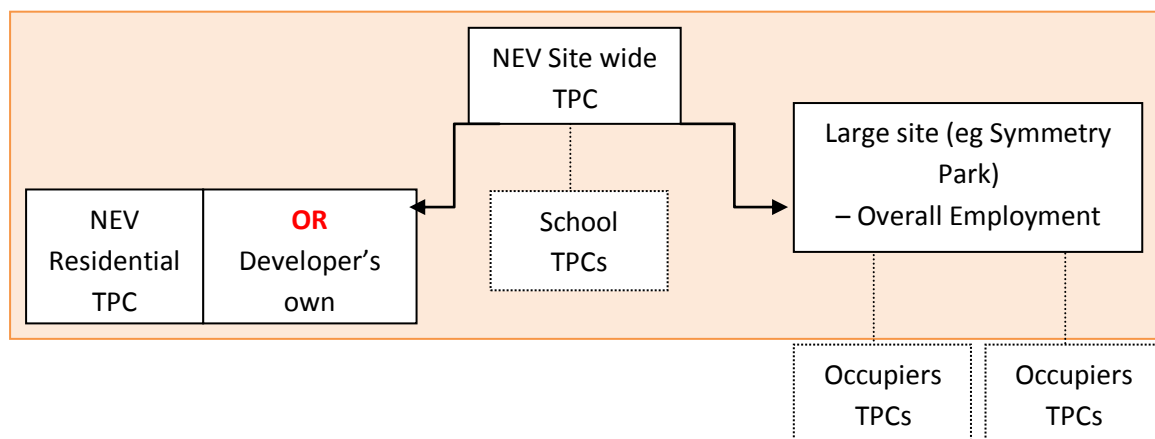 NEV Site wide
TPC
Large site (eg Symmetry
Park)
– Overall Employment
NEV
Residential
TPC
OR
Developer’s
own
School
TPCs
Occupiers
TPCs
Occupiers
TPCs